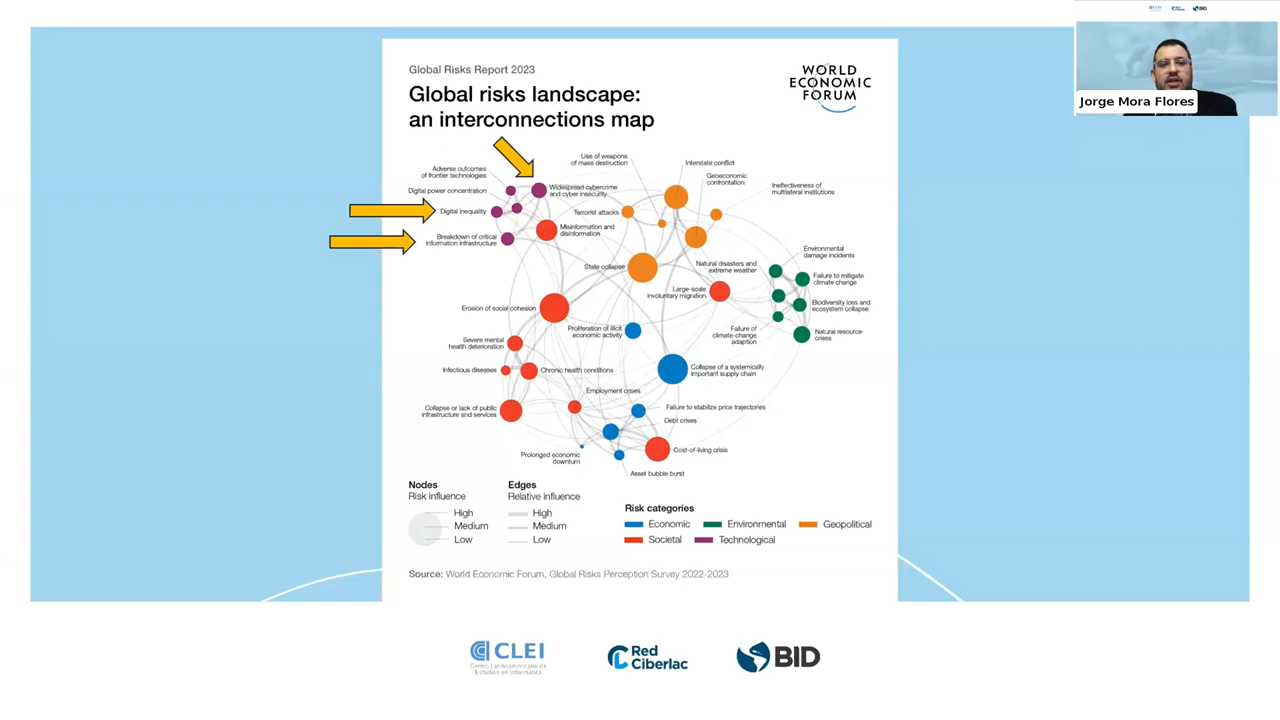 CLEI
Red
Ciberlac
BID
Jorge Mora Flores
Global Risks Report 2023
Global risks landscape:
an interconnections map
WORLD
ECONOMIC
FORUM
Use of weapons
of mass destruction
Interstate conflict
Adverse outcomes
of frontier technologies
Geoeconomic
confrontation
Digital power concentration
Widespread cybercrime
and cyber insecurity
Ineffectiveness of
multilateral institutions
Digital inequality
Terrorist attacks
Misinformation and
disinformation
Breakdown of critical
information infrastructure
Environmental
damage incidents
State collapse
Natural disasters and
extreme weather
Failure to mitigate
climate change
Large-scale
involuntary migration
Biodiversity loss and
ecosystem collapse
Erosion of social cohesion
Proliferation of illicit
economic activity
Failure of
climate-change
adaption
Natural resource
crises
Severe mental
health deterioration
Infectious diseases
Chronic health conditions
Collapse of a systemically
important supply chain
Employment crises
Collapse or lack of public
infrastructure and services
Failure to stabilize price trajectories
Debt crises
Prolonged economic
downturn
Cost-of-living crisis
Asset bubble burst
Nodes
Risk influence
High
Medium
Low
Edges
Relative influence
High
Medium
Low
Risk categories
Economic
Environmental
Geopolitical
Societal
Technological
Source: World Economic Forum, Global Risks Perception Survey 2022-2023
CLEI
Centro Latinoamericano de
Estudios en Informática
Red
Ciberlac
BID